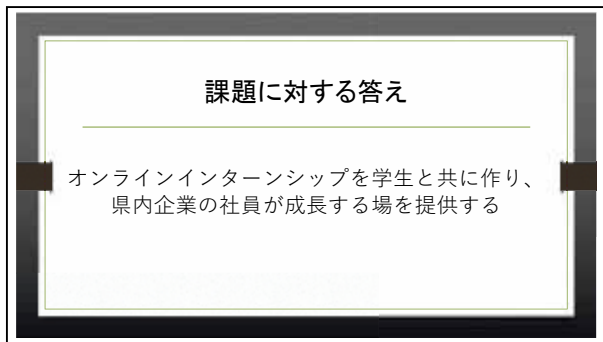 課題に対する答え
オンラインインターンシップを学生と共に作り、
県内企業の社員が成長する場を提供する